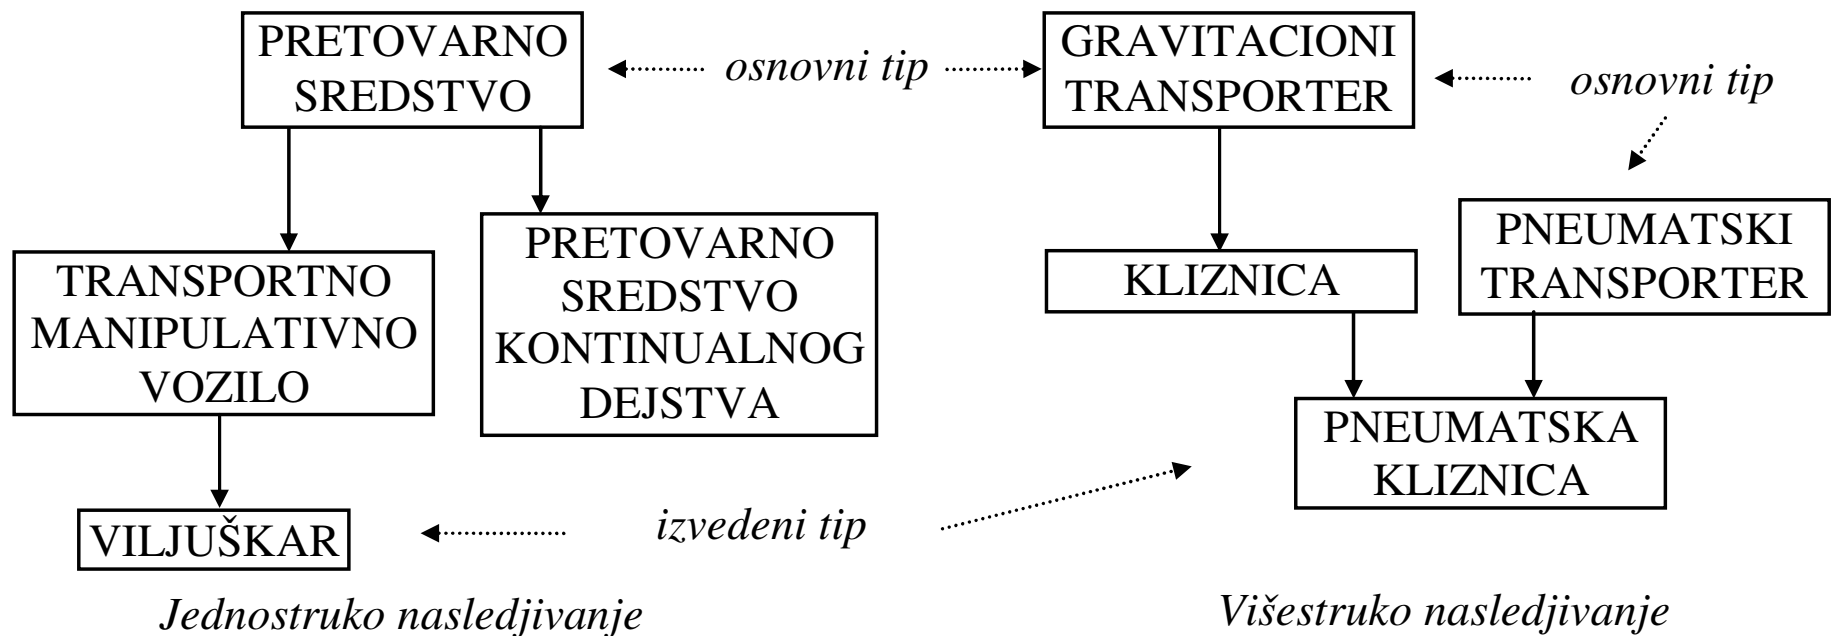 PRETOVARNO
SREDSTVO
osnovni tip
GRAVITACIONI
TRANSPORTER
osnovni tip
TRANSPORTNO
MANIPULATIVNO
VOZILO
PRETOVARNO
SREDSTVO
KONTINUALNOG
DEJSTVA
KLIZNICA
PNEUMATSKI
TRANSPORTER
PNEUMATSKA
KLIZNICA
VILJUŠKAR
izvedeni tip
Jednostruko nasledjivanje
Višestruko nasledjivanje